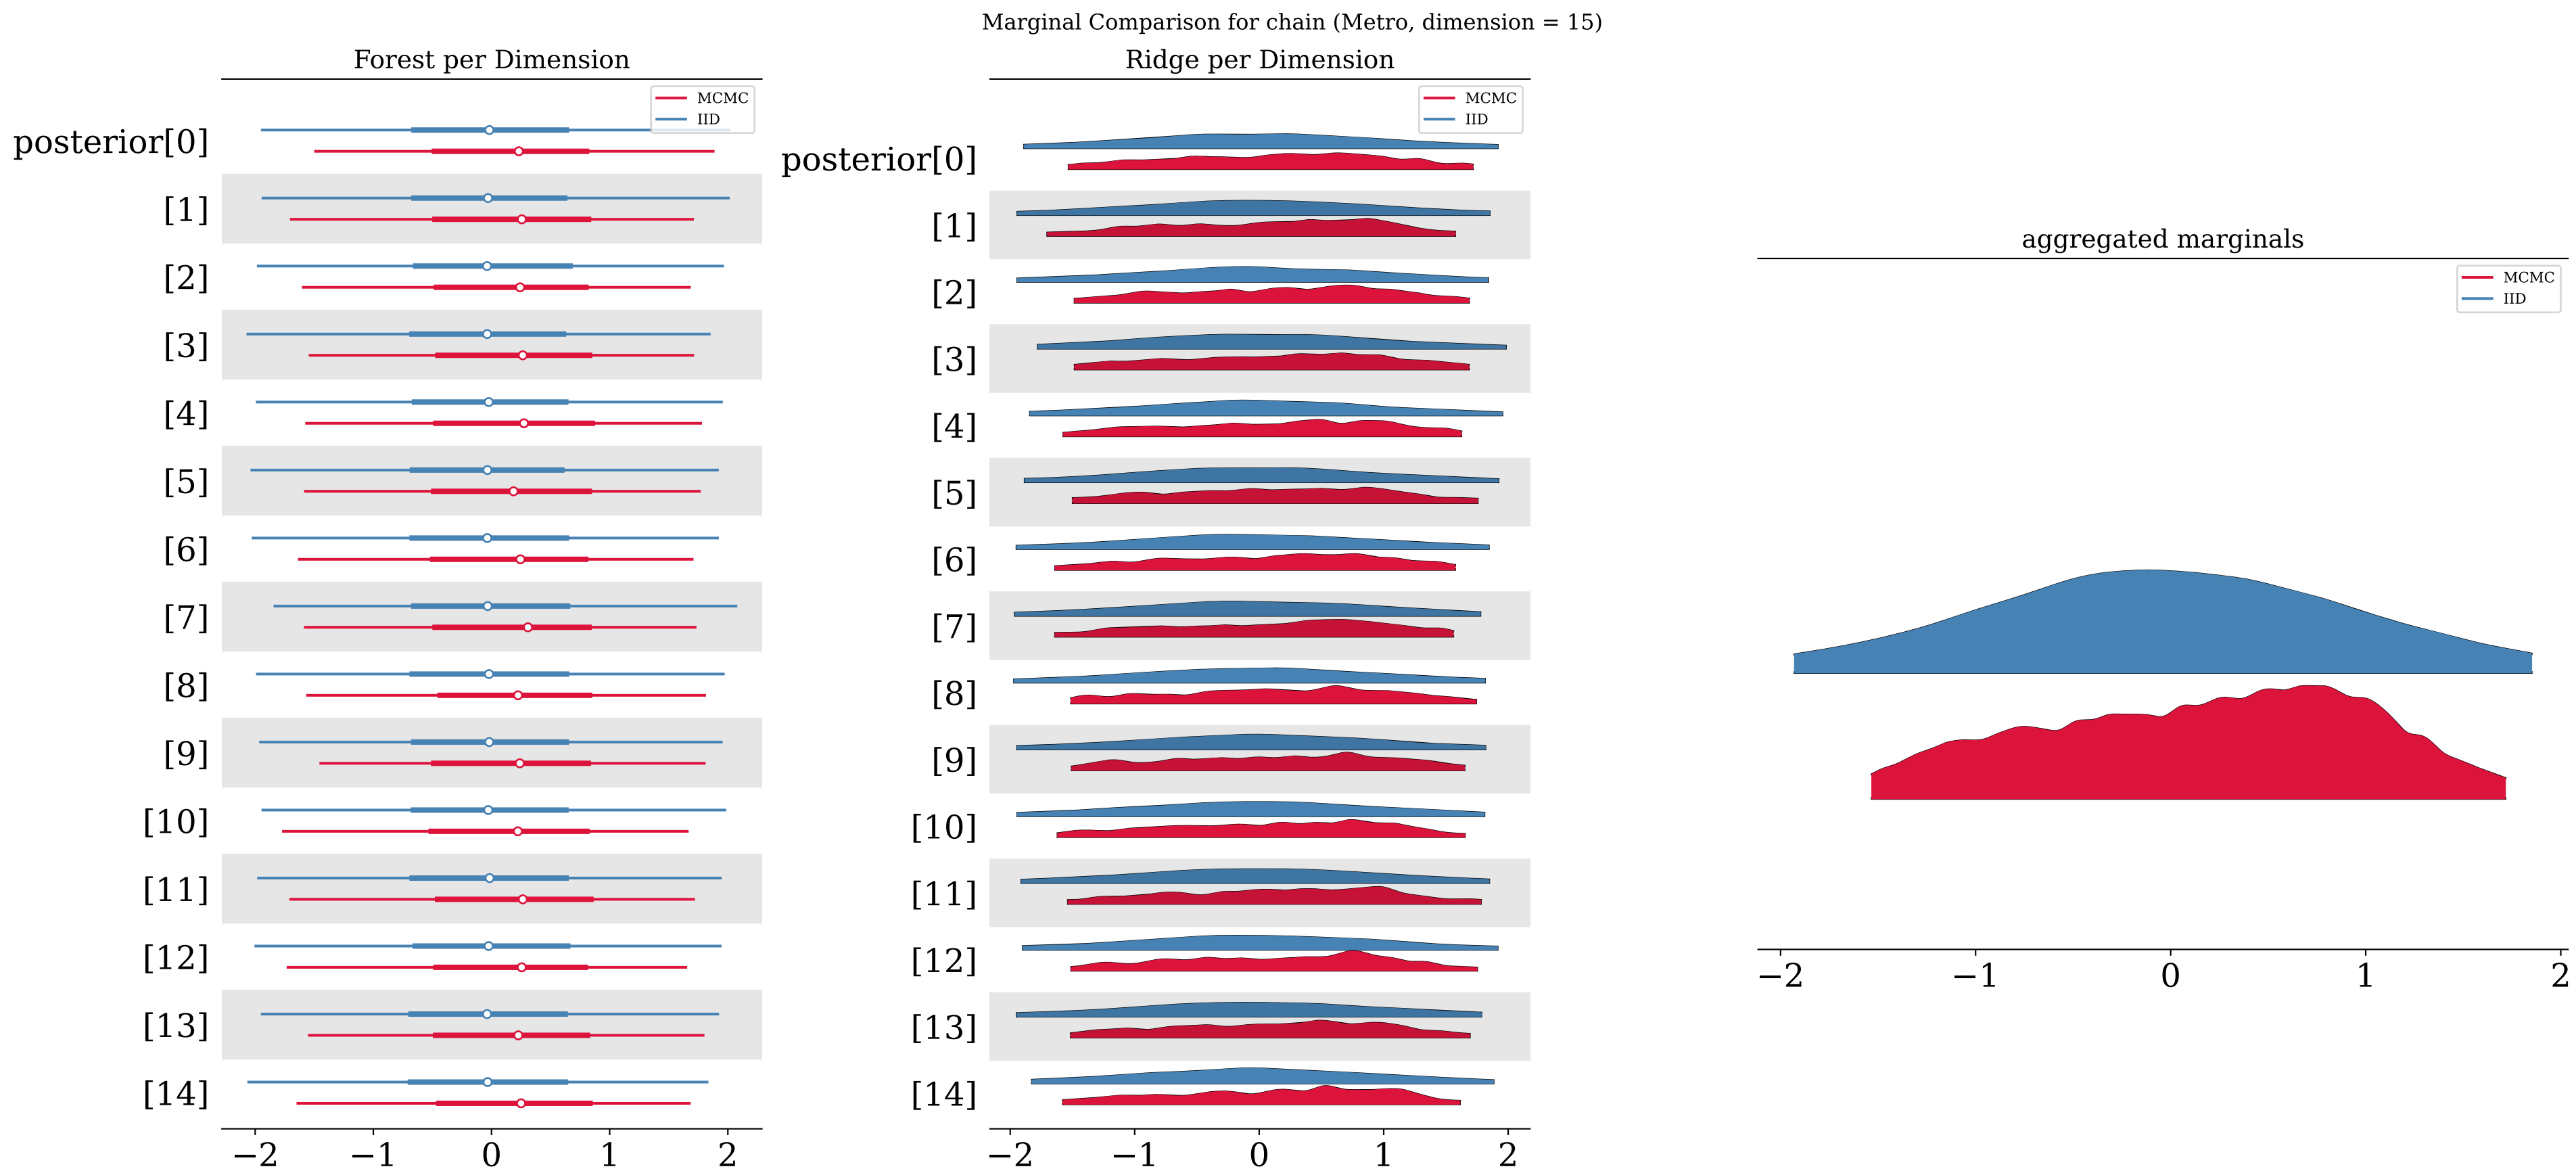 Marginal Comparison for chain (Metro, dimension = 15)
Forest per Dimension
MCMC
IID
posterior[0]
[1]
[2]
[3]
[4]
[5]
[6]
[7]
[8]
[9]
[10]
[11]
[12]
[13]
[14]
−2 −1 0 1 2
Ridge per Dimension
MCMC
IID
posterior[0]
[1]
[2]
[3]
[4]
[5]
[6]
[7]
[8]
[9]
[10]
[11]
[12]
[13]
[14]
−2 −1 0 1 2
aggregated marginals
MCMC
IID
−2 −1 0 1 2